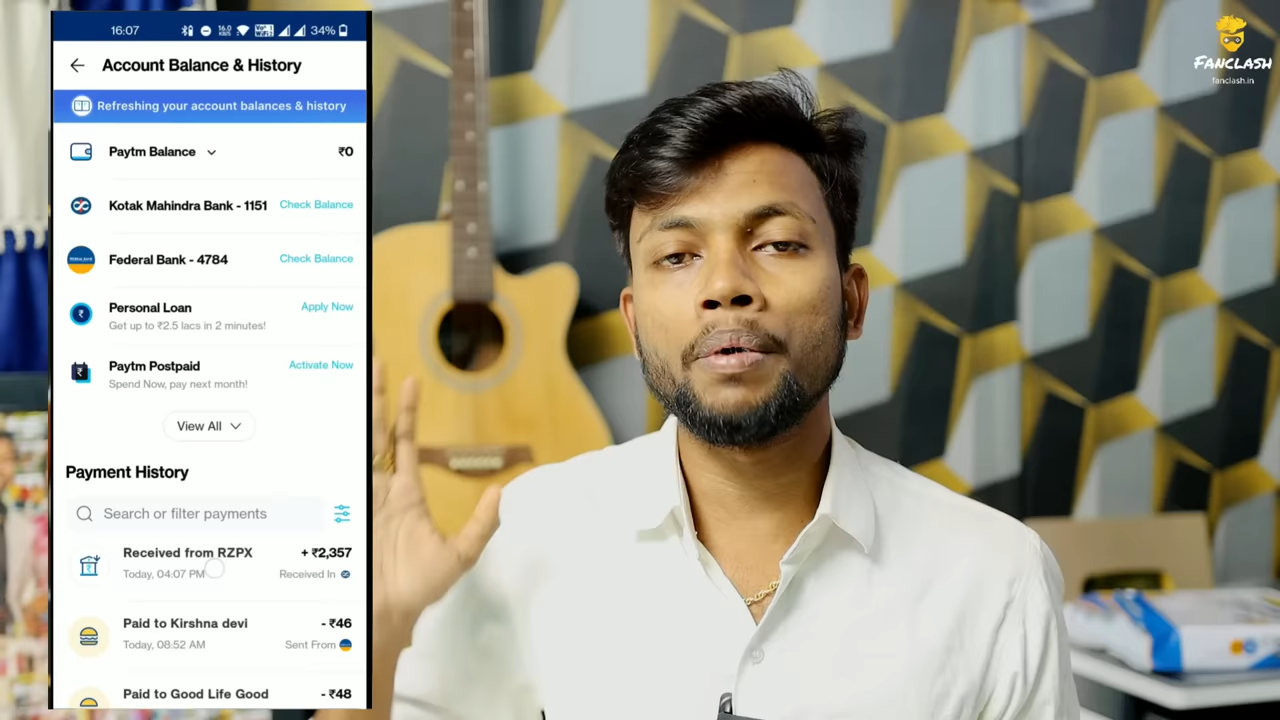 16:07
16.0
34%
Account Balance & History
Refreshing your account balances & history
Paytm Balance
₹0
Kotak Mahindra Bank - 1151
Check Balance
Federal Bank - 4784
Check Balance
Personal Loan
Apply Now
Get up to ₹2.5 lacs in 2 minutes!
Paytm Postpaid
Activate Now
Spend Now, pay next month!
View All
Payment History
Search or filter payments
Received from RZPX
+ ₹2,357
Today, 04:07 PM
Received In
Paid to Kirshna devi
- ₹46
Today, 08:52 AM
Sent From
Paid to Good Life Good
- ₹48
FANCLASH
fanclash.in